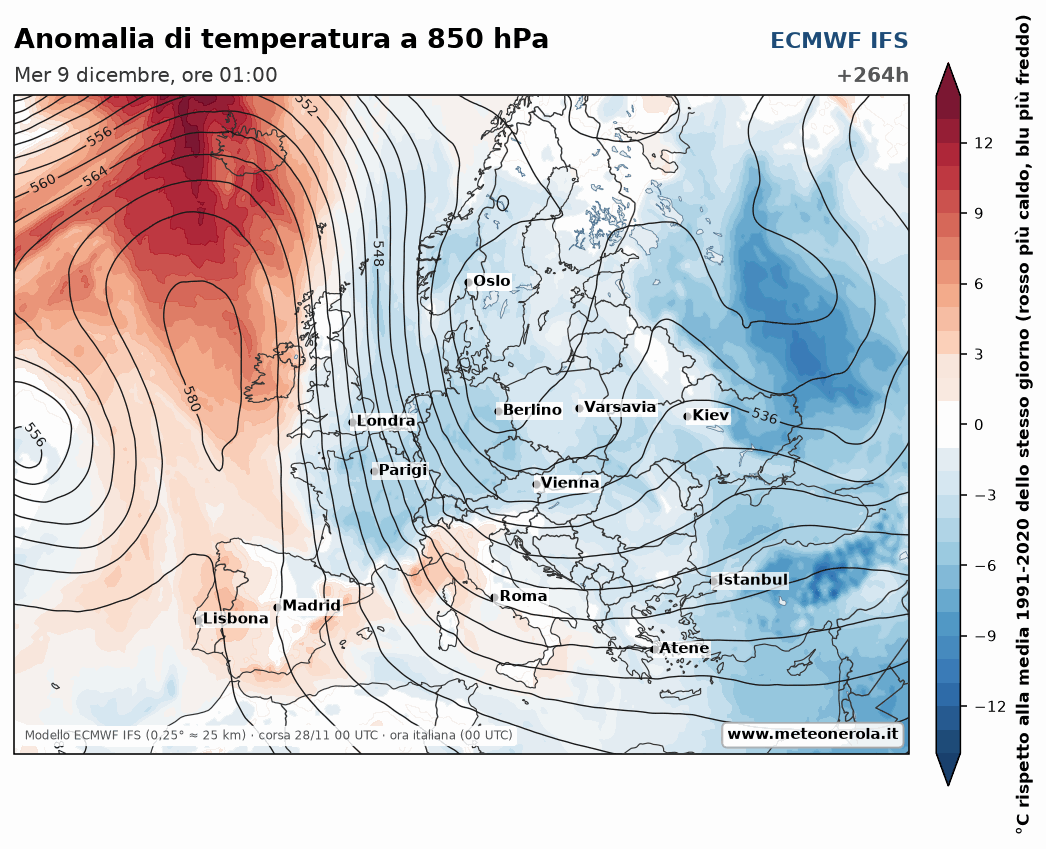 Anomalia di temperatura a 850 hPa
ECMWF IFS
Mer 9 dicembre, ore 01:00
+264h
552
556
560
564
548
580
556
536
Oslo
Berlino
Varsavia
Kiev
Londra
Parigi
Vienna
Istanbul
Roma
Madrid
Lisbona
Atene
Modello ECMWF IFS (0,25° ≈ 25 km) · corsa 28/11 00 UTC · ora italiana (00 UTC)
www.meteonerola.it
12
9
6
3
0
−3
−6
−9
−12
°C rispetto alla media 1991-2020 dello stesso giorno (rosso più caldo, blu più freddo)